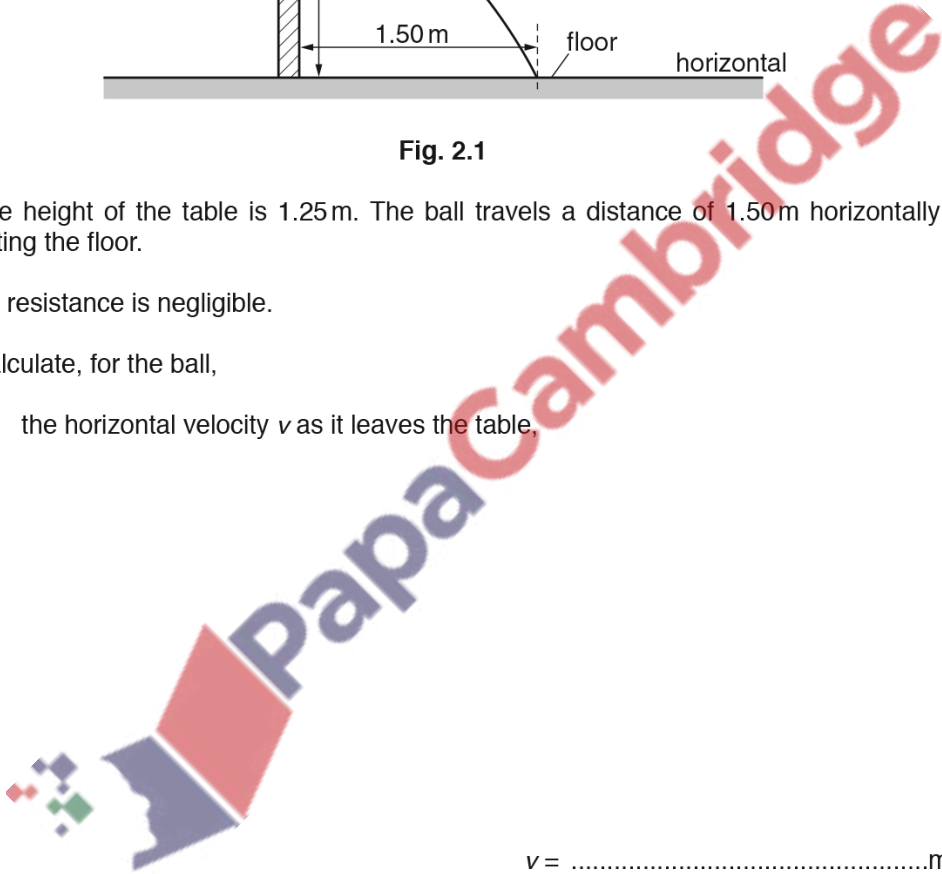 1.50 m
floor
horizontal
Fig. 2.1
e height of the table is 1.25 m. The ball travels a distance of 1.50 m horizontally
ting the floor.
resistance is negligible.
lculate, for the ball,
the horizontal velocity v as it leaves the table,
PapaCambridge
v = .................................................m